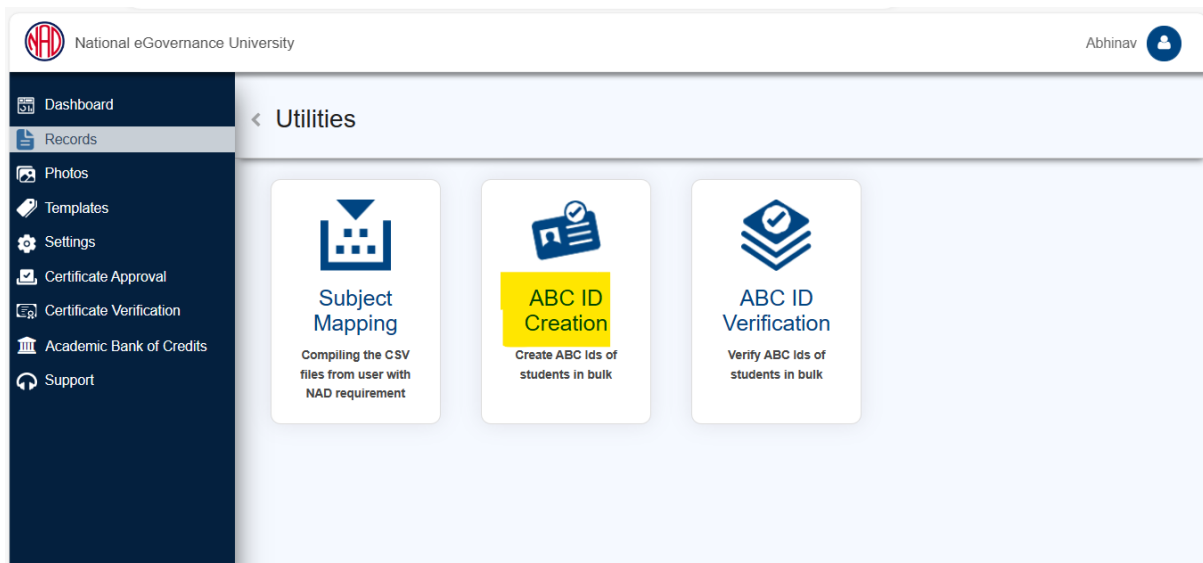 NAD
National eGovernance University
Abhinav
Dashboard
Records
Photos
Templates
Settings
Certificate Approval
Certificate Verification
Academic Bank of Credits
Support
< Utilities
Subject
Mapping
Compiling the CSV
files from user with
NAD requirement
ABC ID
Creation
Create ABC Ids of
students in bulk
ABC ID
Verification
Verify ABC Ids of
students in bulk